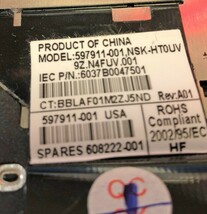 PRODUCT OF CHINA
MODEL:597911-001,NSK-HT0UV
9Z.N4FUV.001
IEC P/N:6037B0047501
CT:BBLAF01M2ZJ5ND Rev:A01
597911-001 USA
ROHS
Compliant
2002/95/EC
SPARES 608222-001
HF
QC